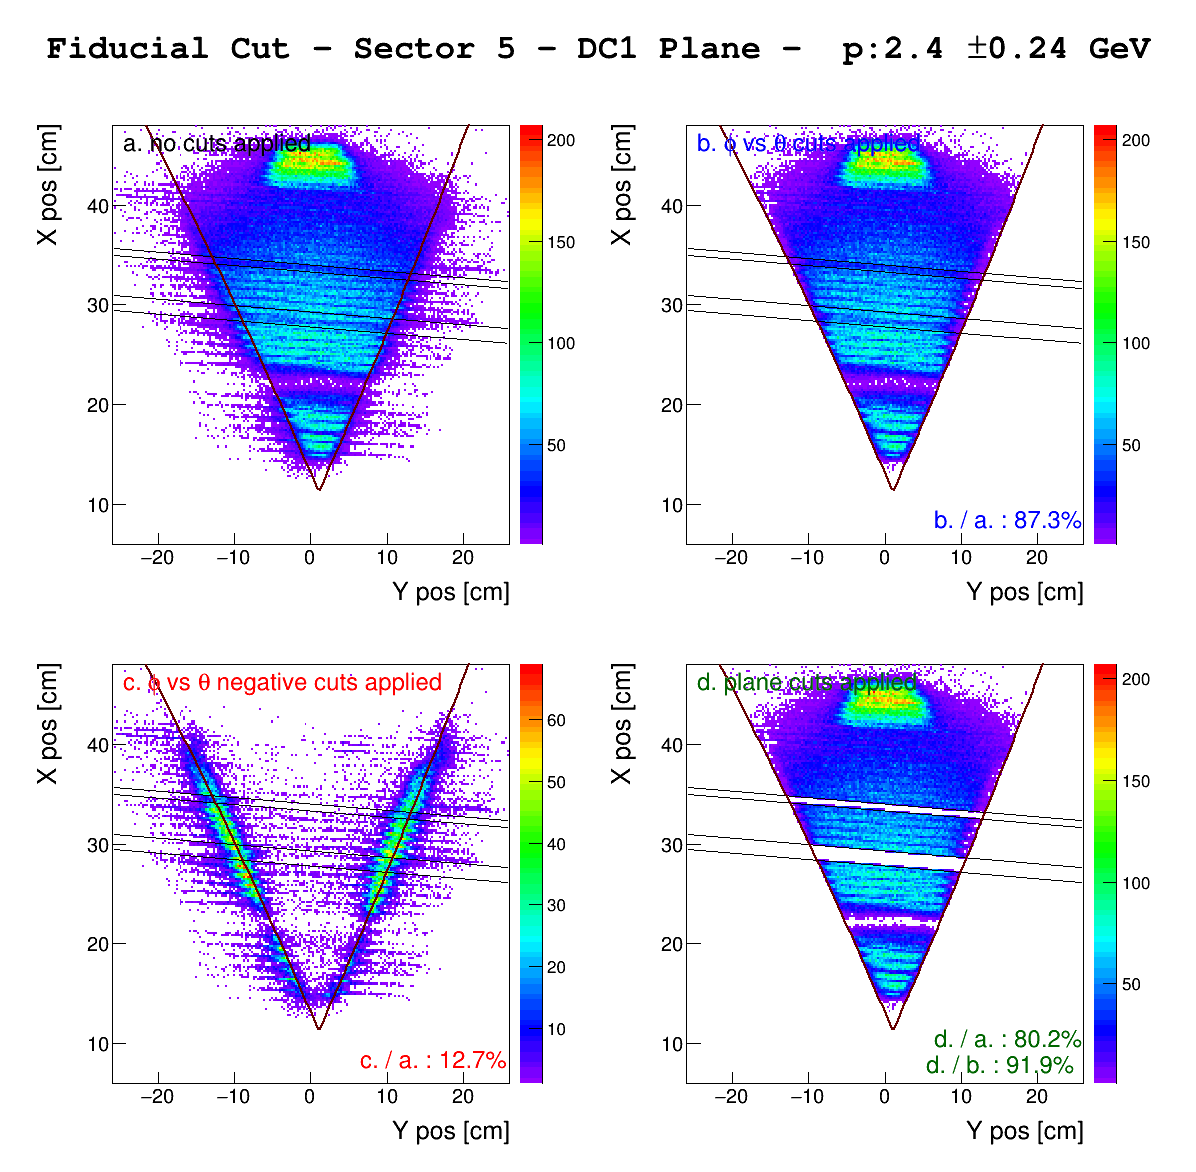 Fiducial Cut – Sector 5 – DC1 Plane – p:2.4 ±0.24 GeV
a. no cuts applied
X pos [cm]
40
30
20
10
−20 −10 0 10 20
Y pos [cm]
200
150
100
50
b. ϕ vs θ cuts applied
X pos [cm]
40
30
20
10
b. / a. : 87.3%
−20 −10 0 10 20
Y pos [cm]
200
150
100
50
c. ϕ vs θ negative cuts applied
X pos [cm]
40
30
20
10
c. / a. : 12.7%
−20 −10 0 10 20
Y pos [cm]
60
50
40
30
20
10
d. plane cuts applied
X pos [cm]
40
30
20
10
d. / a. : 80.2%
d. / b. : 91.9%
−20 −10 0 10 20
Y pos [cm]
200
150
100
50